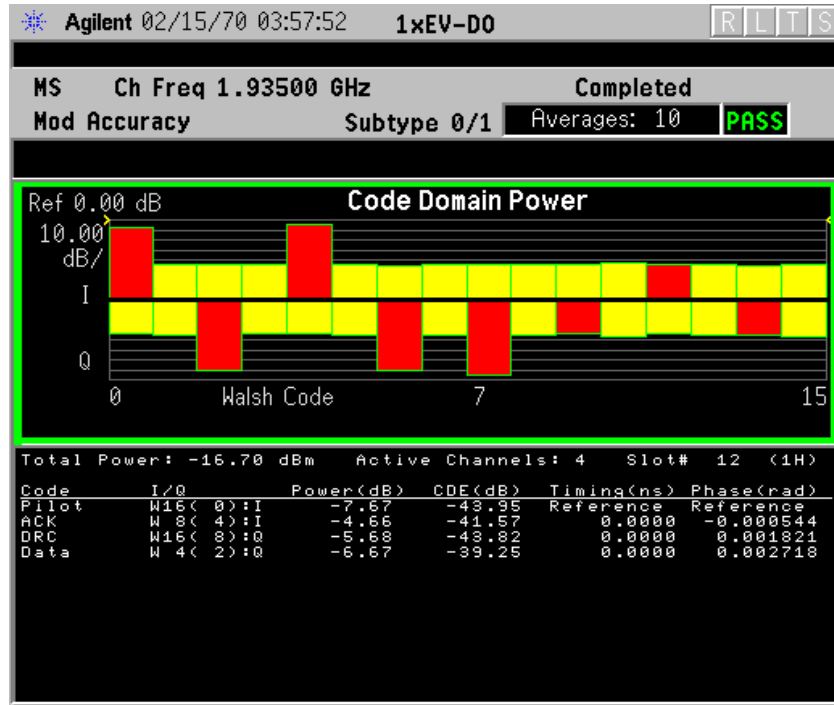 Agilent 02/15/70 03:57:52 1xEV-DO R L T S
MS Ch Freq 1.93500 GHz Completed
Mod Accuracy Subtype 0/1 Averages: 10 PASS
Ref 0.00 dB Code Domain Power
10.00
dB/
I
Q
0 Walsh Code 7 15
Total Power: -16.70 dBm Active Channels: 4 Slot# 12 (1H)
Code I/Q Power(dB) CDE(dB) Timing(ns) Phase(rad)
Pilot W16( 0):I -7.67 -43.95 Reference Reference
ACK W 8( 4):I -4.66 -41.57 0.0000 -0.000544
DRC W16( 8):Q -5.68 -43.82 0.0000 0.001821
Data W 4( 2):Q -6.67 -39.25 0.0000 0.002718